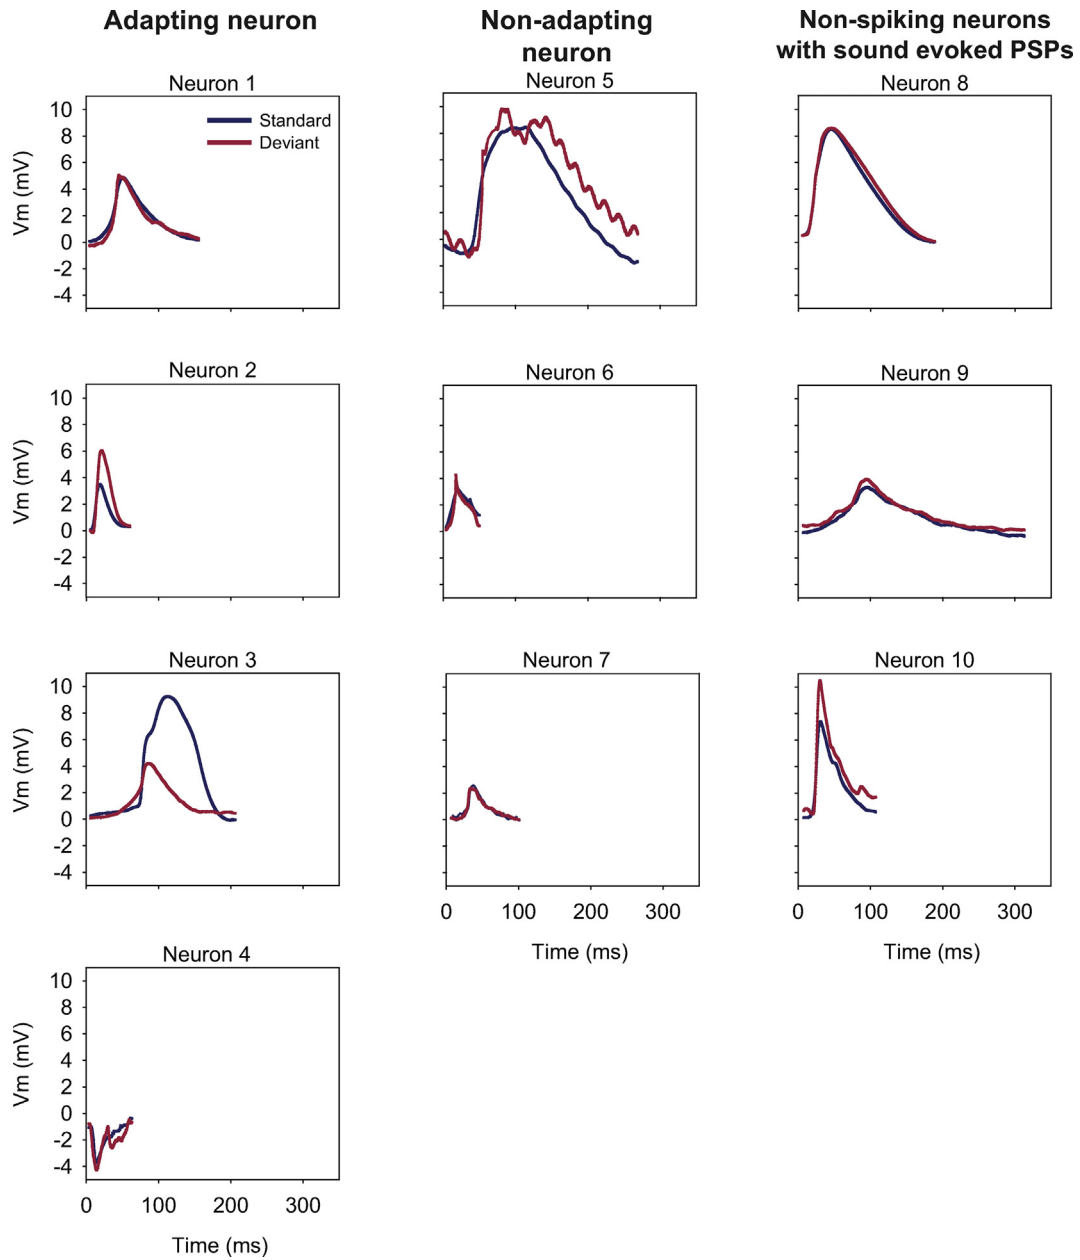 Adapting neuron
Non-adapting
neuron
Non-spiking neurons
with sound evoked PSPs
Neuron 1
10
8
6
4
2
0
-2
-4
Vm (mV)
Standard
Deviant
Neuron 5
Neuron 8
Neuron 2
10
8
6
4
2
0
-2
-4
Vm (mV)
Neuron 6
Neuron 9
Neuron 3
10
8
6
4
2
0
-2
-4
Vm (mV)
Neuron 7
0 100 200 300
Time (ms)
Neuron 10
0 100 200 300
Time (ms)
Neuron 4
10
8
6
4
2
0
-2
-4
Vm (mV)
0 100 200 300
Time (ms)